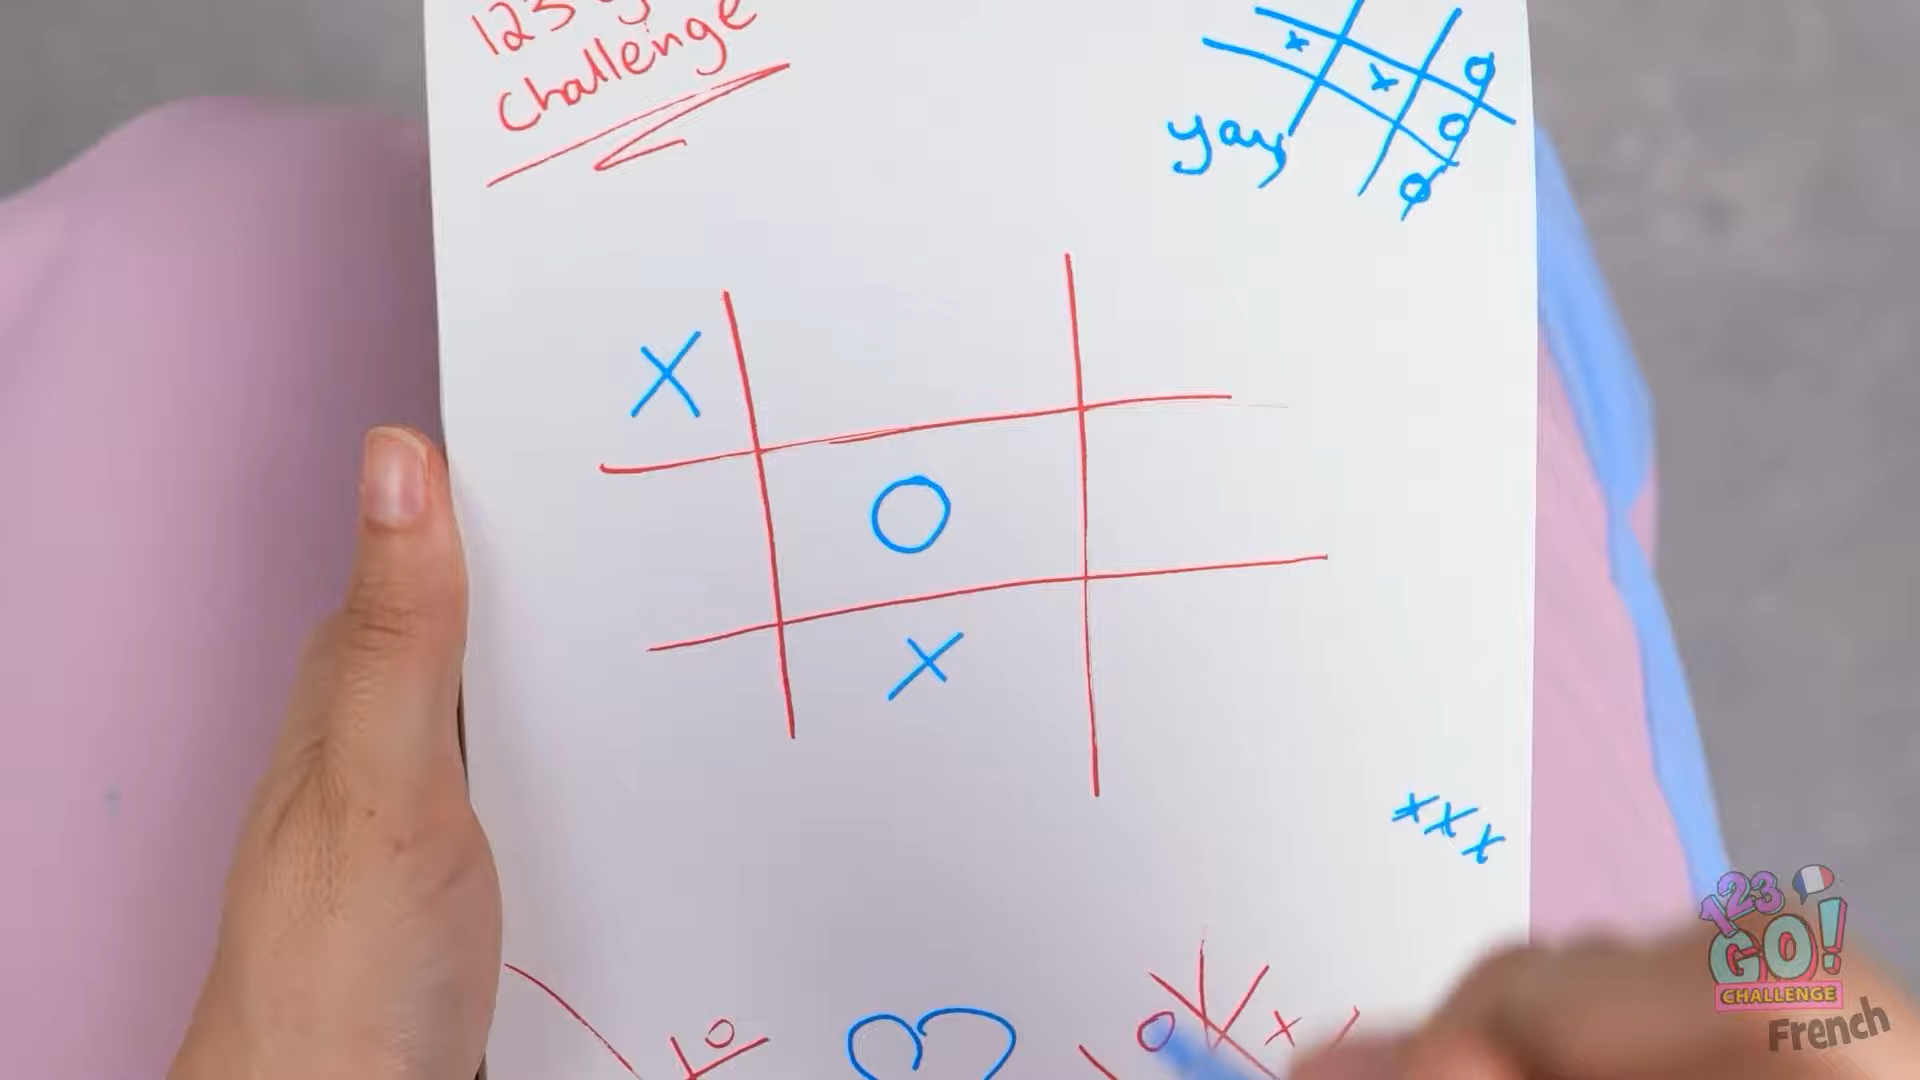 challenge
yay
x
x
O
O
O
X
O
X
x x x
O
O
x
123
GO!
CHALLENGE
French